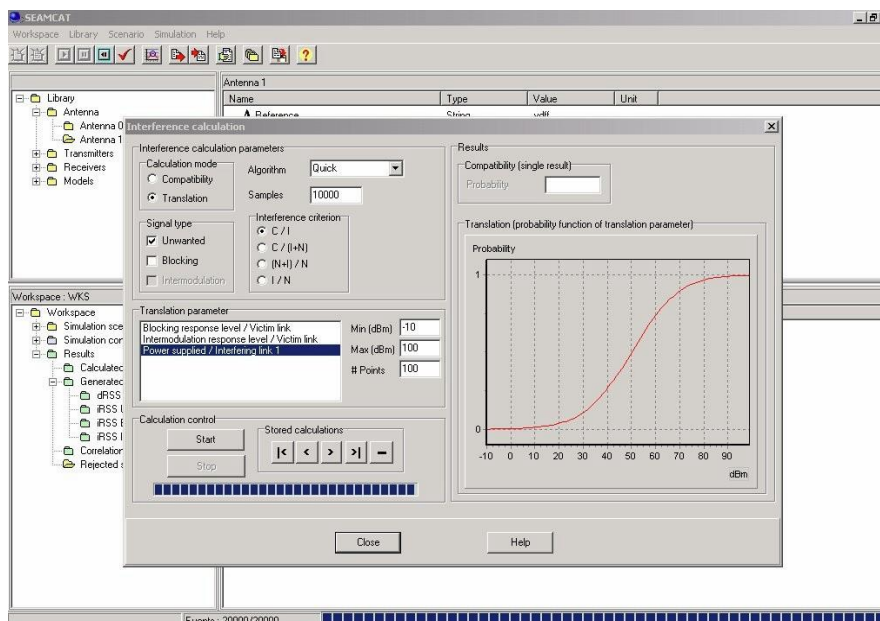 SEAMCAT
Workspace Library Scenario Simulation Help
Antenna 1
Name Type Value Unit
Reference String
Library
Antenna
Antenna 0
Antenna 1
Transmitters
Receivers
Models
Workspace : WKS
Workspace
Simulation sce
Simulation con
Results
Calculated
Generated
dRSS
iRSS U
iRSS B
iRSS I
Correlation
Rejected s
Interference calculation
Interference calculation parameters
Calculation mode
Compatibility
Translation
Algorithm Quick
Samples 10000
Signal type
Unwanted
Blocking
Intermodulation
Interference criterion
C / I
C / (I+N)
(N+I) / N
I / N
Translation parameter
Blocking response level / Victim link
Intermodulation response level / Victim link
Power supplied / Interfering link 1
Min (dBm) -10
Max (dBm) 100
# Points 100
Calculation control
Start
Stop
Stored calculations
|< < > >| –
Results
Compatibility (single result)
Probability
Translation (probability function of translation parameter)
Probability
1
0
-10 0 10 20 30 40 50 60 70 80 90
dBm
Close
Help
Events : 20000/20000